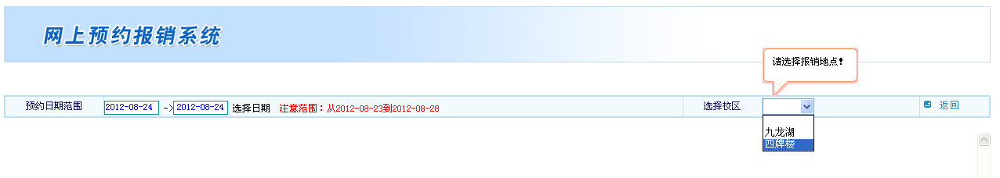 网上预约报销系统
请选择报销地点!
预约日期范围 2012-08-24 -> 2012-08-24 选择日期 注意范围：从2012-08-23到2012-08-28 选择校区 返回
九龙湖
四牌楼